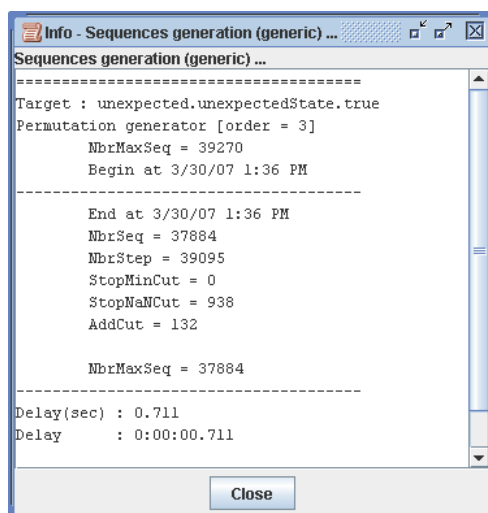 Info - Sequences generation (generic) ...
Sequences generation (generic) ...
======================================
Target : unexpected.unexpectedState.true
Permutation generator [order = 3]
NbrMaxSeq = 39270
Begin at 3/30/07 1:36 PM
--------------------------------------
End at 3/30/07 1:36 PM
NbrSeq = 37884
NbrStep = 39095
StopMinCut = 0
StopNaNCut = 938
AddCut = 132
NbrMaxSeq = 37884
--------------------------------------
Delay(sec) : 0.711
Delay : 0:00:00.711
Close